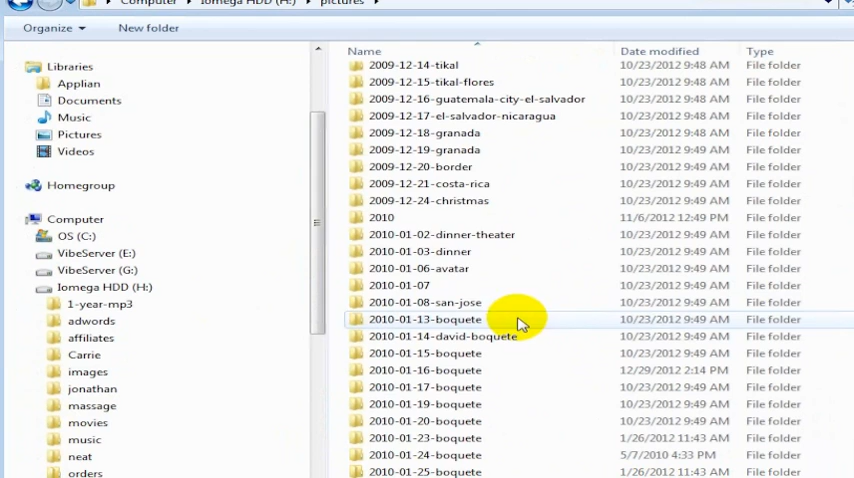 Computer Iomega HDD (H:) pictures
Organize New folder
Libraries
Applian
Documents
Music
Pictures
Videos
Homegroup
Computer
OS (C:)
VibeServer (E:)
VibeServer (G:)
Iomega HDD (H:)
1-year-mp3
adwords
affiliates
Carrie
images
jonathan
massage
movies
music
neat
orders
Name Date modified Type
2009-12-14-tikal 10/23/2012 9:48 AM File folder
2009-12-15-tikal-flores 10/23/2012 9:48 AM File folder
2009-12-16-guatemala-city-el-salvador 10/23/2012 9:48 AM File folder
2009-12-17-el-salvador-nicaragua 10/23/2012 9:48 AM File folder
2009-12-18-granada 10/23/2012 9:48 AM File folder
2009-12-19-granada 10/23/2012 9:49 AM File folder
2009-12-20-border 10/23/2012 9:49 AM File folder
2009-12-21-costa-rica 10/23/2012 9:49 AM File folder
2009-12-24-christmas 10/23/2012 9:49 AM File folder
2010 11/6/2012 12:49 PM File folder
2010-01-02-dinner-theater 10/23/2012 9:49 AM File folder
2010-01-03-dinner 10/23/2012 9:49 AM File folder
2010-01-06-avatar 10/23/2012 9:49 AM File folder
2010-01-07 10/23/2012 9:49 AM File folder
2010-01-08-san-jose 10/23/2012 9:49 AM File folder
2010-01-13-boquete 10/23/2012 9:49 AM File folder
2010-01-14-david-boquete 10/23/2012 9:49 AM File folder
2010-01-15-boquete 10/23/2012 9:49 AM File folder
2010-01-16-boquete 12/29/2012 2:14 PM File folder
2010-01-17-boquete 10/23/2012 9:49 AM File folder
2010-01-19-boquete 10/23/2012 9:49 AM File folder
2010-01-20-boquete 10/23/2012 9:49 AM File folder
2010-01-23-boquete 1/26/2012 11:43 AM File folder
2010-01-24-boquete 5/7/2010 4:33 PM File folder
2010-01-25-boquete 1/26/2012 11:43 AM File folder